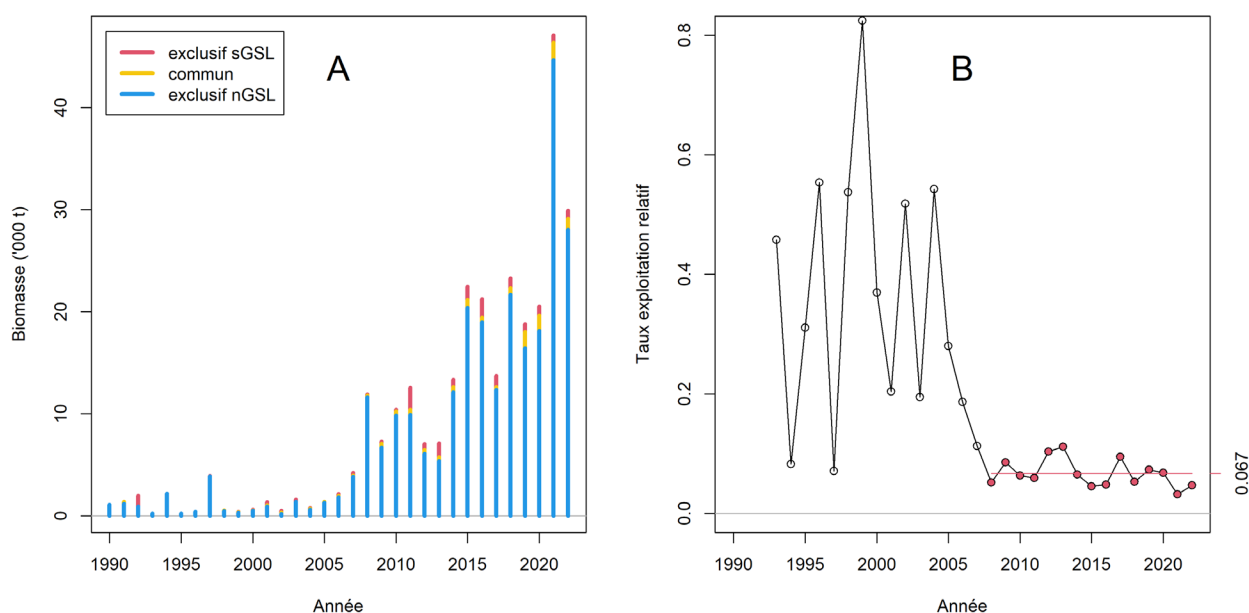 A
exclusif sGSL
commun
exclusif nGSL
Biomasse ('000 t)
0
10
20
30
40
1990 1995 2000 2005 2010 2015 2020
Année
B
Taux exploitation relatif
0.0
0.2
0.4
0.6
0.8
0.067
1990 1995 2000 2005 2010 2015 2020
Année